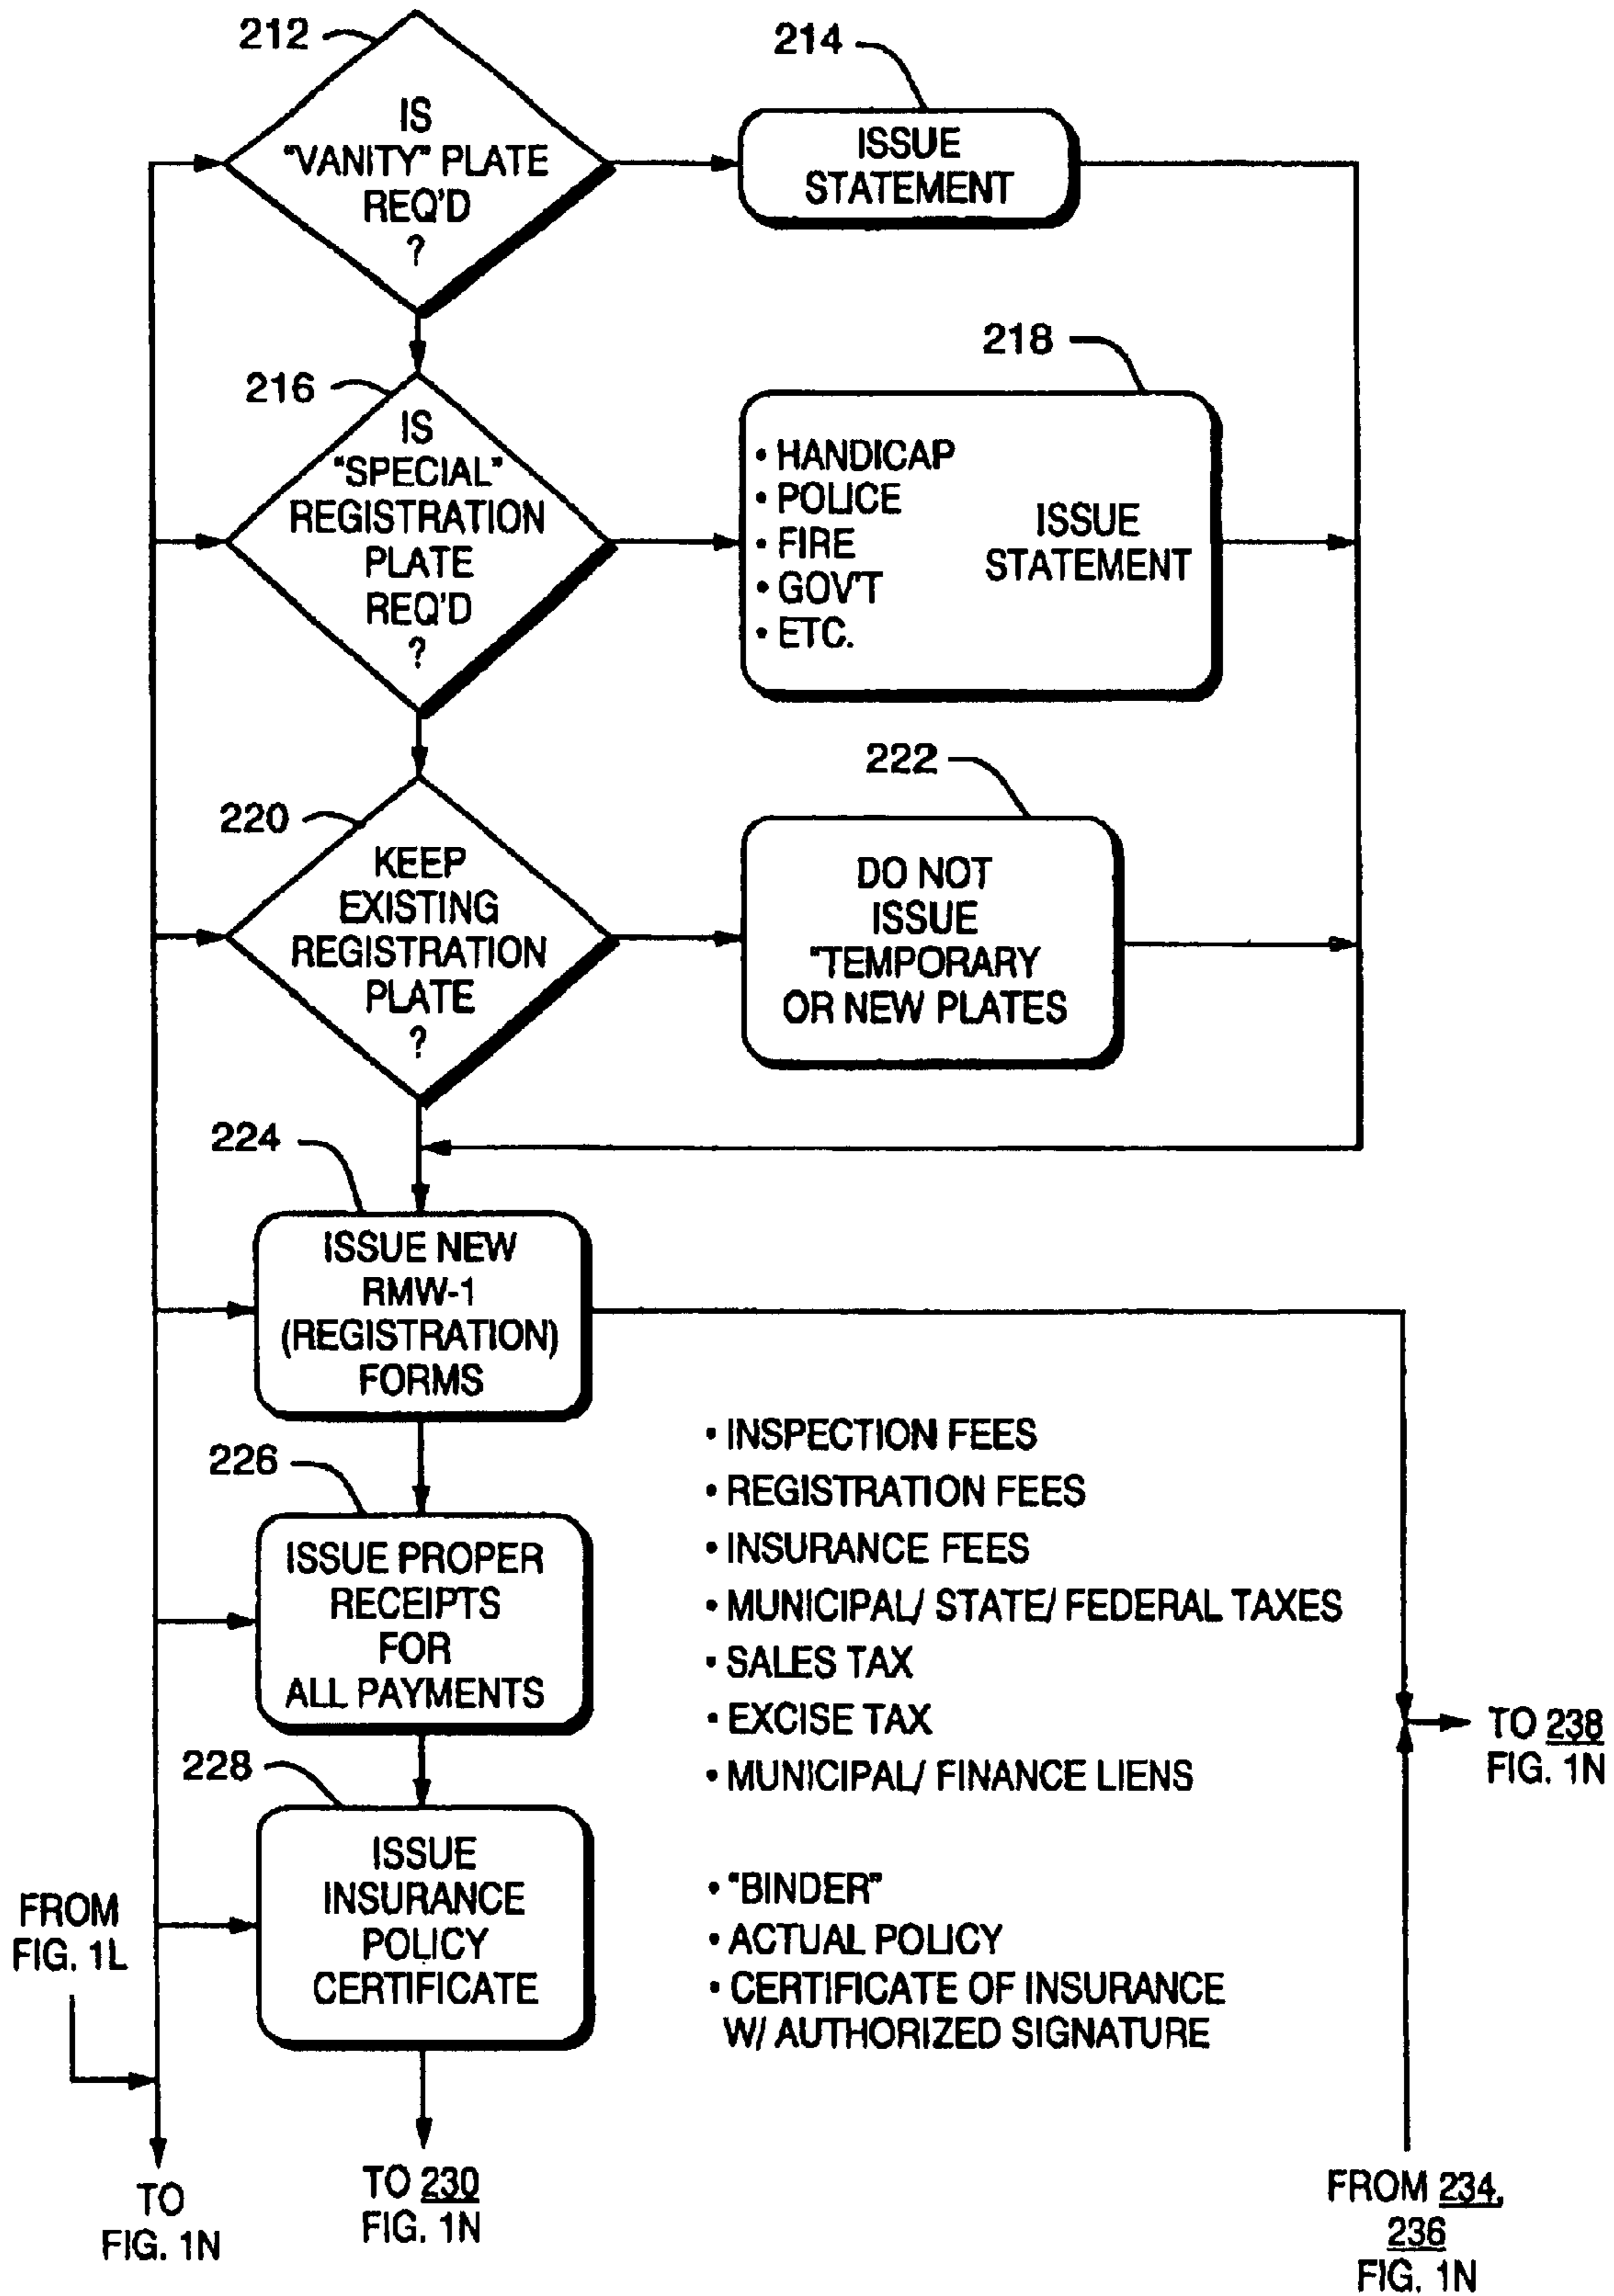 212
IS
"VANITY" PLATE
REQ'D
?
214
ISSUE
STATEMENT
216
IS
"SPECIAL"
REGISTRATION
PLATE
REQ'D
?
218
• HANDICAP
• POLICE
• FIRE
• GOV'T
• ETC.
ISSUE
STATEMENT
220
KEEP
EXISTING
REGISTRATION
PLATE
?
222
DO NOT
ISSUE
"TEMPORARY
OR NEW PLATES
224
ISSUE NEW
RMW-1
(REGISTRATION)
FORMS
226
ISSUE PROPER
RECEIPTS
FOR
ALL PAYMENTS
• INSPECTION FEES
• REGISTRATION FEES
• INSURANCE FEES
• MUNICIPAL/ STATE/ FEDERAL TAXES
• SALES TAX
• EXCISE TAX
• MUNICIPAL/ FINANCE LIENS
TO 238
FIG. 1N
228
ISSUE
INSURANCE
POLICY
CERTIFICATE
• "BINDER"
• ACTUAL POLICY
• CERTIFICATE OF INSURANCE
W/ AUTHORIZED SIGNATURE
FROM
FIG. 1L
TO
FIG. 1N
TO 230
FIG. 1N
FROM 234,
236
FIG. 1N